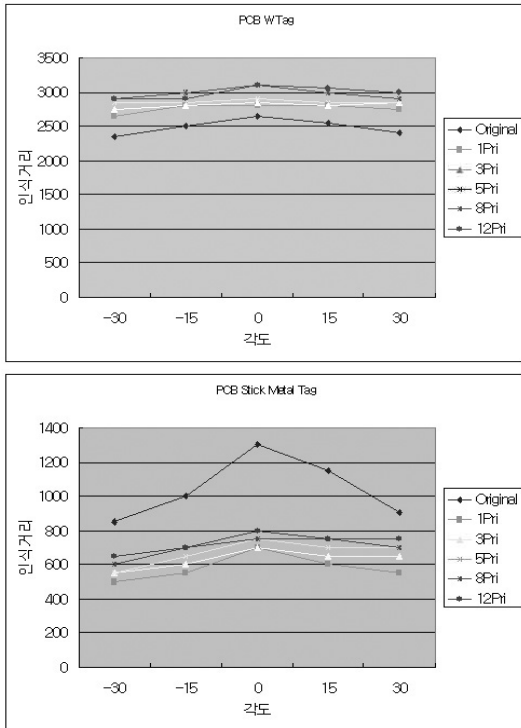 PCB W Tag
3500
3000
2500
2000
1500
1000
500
0
인식거리
-30 -15 0 15 30
각도
Original
1Pri
3Pri
5Pri
8Pri
12Pri
PCB Stick Metal Tag
1400
1200
1000
800
600
400
200
0
인식거리
-30 -15 0 15 30
각도
Original
1Pri
3Pri
5Pri
8Pri
12Pri